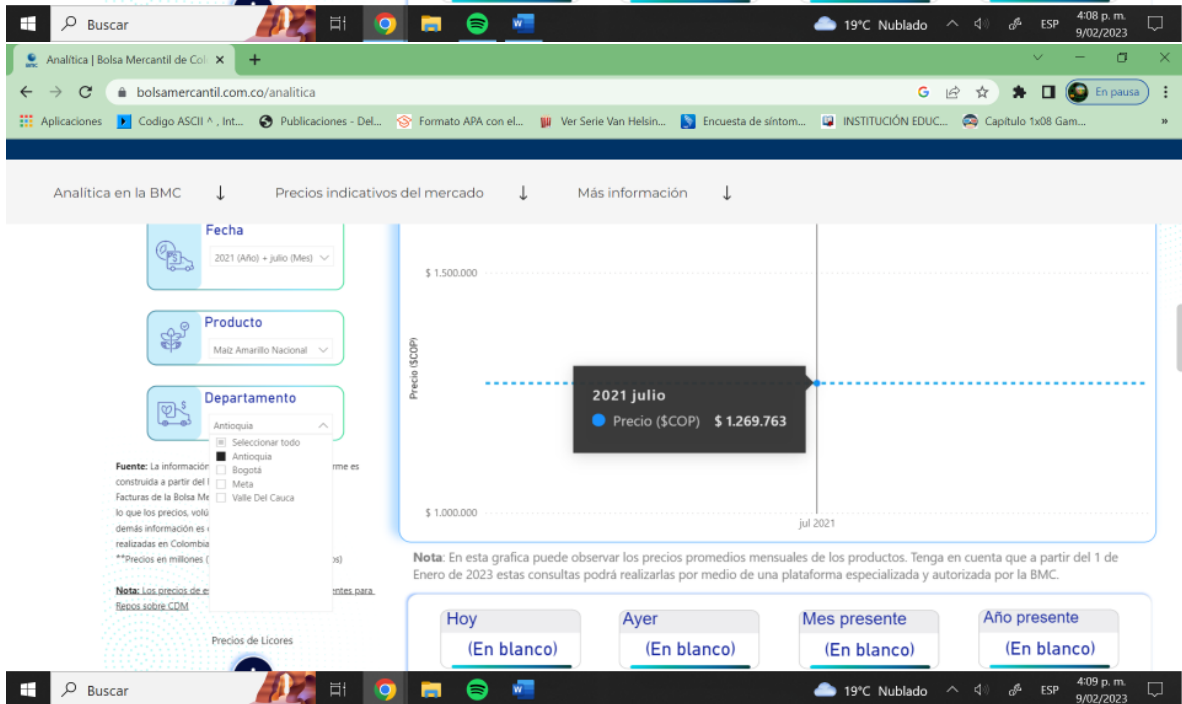 Buscar
19°C Nublado
ESP
4:08 p. m.
9/02/2023
Analítica | Bolsa Mercantil de Col
bolsamercantil.com.co/analitica
En pausa
Aplicaciones
Codigo ASCII ^ , Int...
Publicaciones - Del...
Formato APA con el...
Ver Serie Van Helsin...
Encuesta de síntom...
INSTITUCIÓN EDUC...
Capítulo 1x08 Gam...
»
Analítica en la BMC ↓
Precios indicativos del mercado ↓
Más información ↓
Fecha
2021 (Año) + julio (Mes)
Producto
Maíz Amarillo Nacional
Departamento
Antioquia
Seleccionar todo
Antioquia
Bogotá
Meta
Valle Del Cauca
Fuente: La información
rme es
construida a partir del
Facturas de la Bolsa Me
lo que los precios, volú
demás información es
realizadas en Colombia
**Precios en millones (
os)
Nota: Los precios de e
ntes para
Repos sobre CDM
Precios de Licores
$ 1.500.000
Precio ($COP)
2021 julio
Precio ($COP) $ 1.269.763
$ 1.000.000
jul 2021
Nota: En esta grafica puede observar los precios promedios mensuales de los productos. Tenga en cuenta que a partir del 1 de
Enero de 2023 estas consultas podrá realizarlas por medio de una plataforma especializada y autorizada por la BMC.
Hoy
(En blanco)
Ayer
(En blanco)
Mes presente
(En blanco)
Año presente
(En blanco)
Buscar
19°C Nublado
ESP
4:09 p. m.
9/02/2023